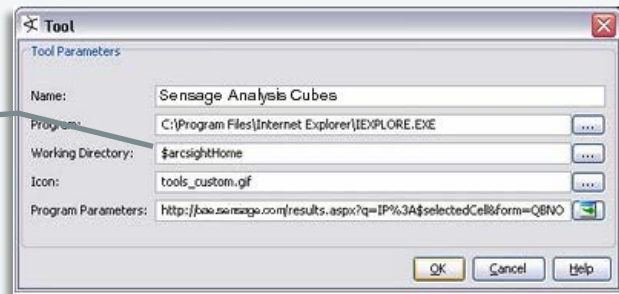 Tool
Tool Parameters
Name: Sensage Analysis Cubes
Program: C:\Program Files\Internet Explorer\IEXPLORE.EXE ...
Working Directory: $arcsightHome ...
Icon: tools_custom.gif ...
Program Parameters: http://bae.sensage.com/results.aspx?q=IP%3A$selectedCell&form=QBNO
OK Cancel Help